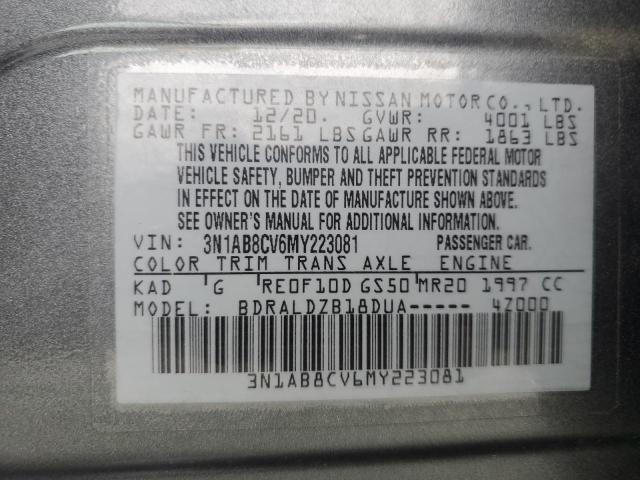 MANUFACTURED BY NISSAN MOTOR CO., LTD.
DATE: 12/20. GVWR: 4001 LBS
GAWR FR: 2161 LBS GAWR RR: 1863 LBS
THIS VEHICLE CONFORMS TO ALL APPLICABLE FEDERAL MOTOR
VEHICLE SAFETY, BUMPER AND THEFT PREVENTION STANDARDS
IN EFFECT ON THE DATE OF MANUFACTURE SHOWN ABOVE.
SEE OWNER'S MANUAL FOR ADDITIONAL INFORMATION.
VIN: 3N1AB8CV6MY223081 PASSENGER CAR.
COLOR TRIM TRANS AXLE ENGINE
KAD G RE0F10D GS50 MR20 1997 CC
MODEL: BDRALDZB18DUA----- 4Z000
3N1AB8CV6MY223081